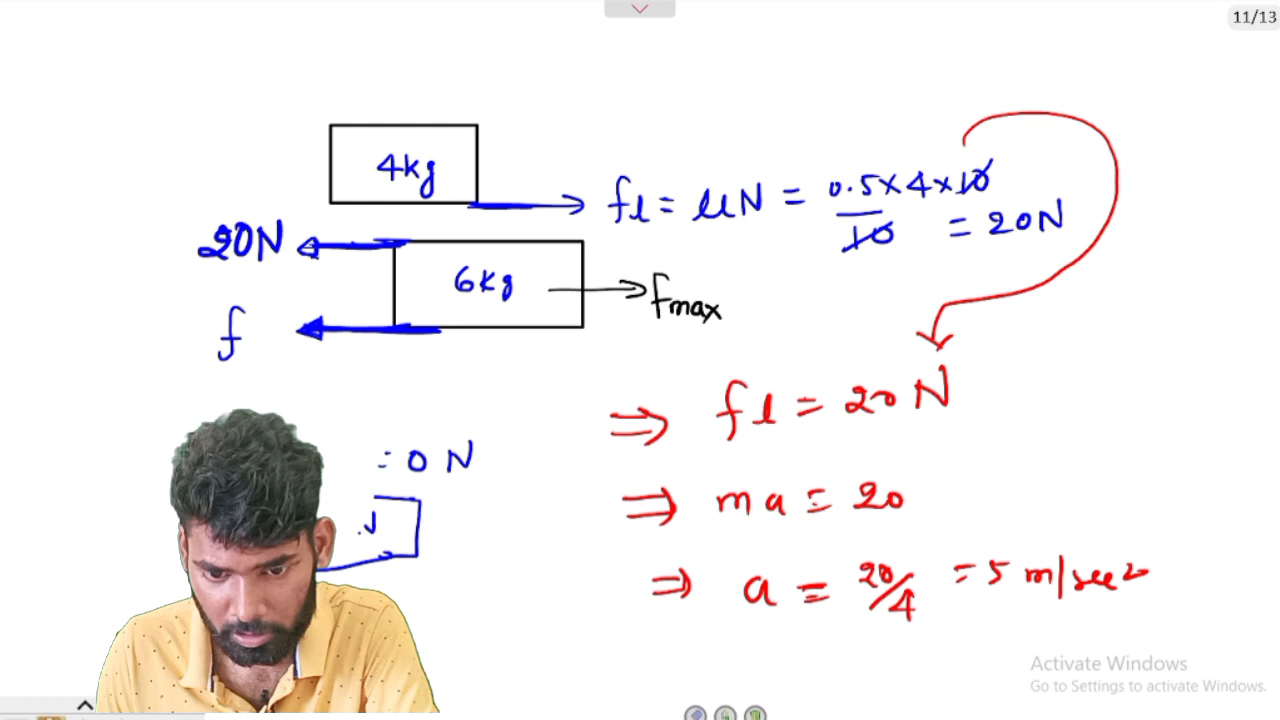 11/13
4kg
fl = μN = 0.5×4×10
10
= 20N
20N
6kg
fmax
f
⇒ fl = 20 N
= 0 N
⇒ ma = 20
⇒ a = 20/4 = 5 m/sec2
Activate Windows
Go to Settings to activate Windows.